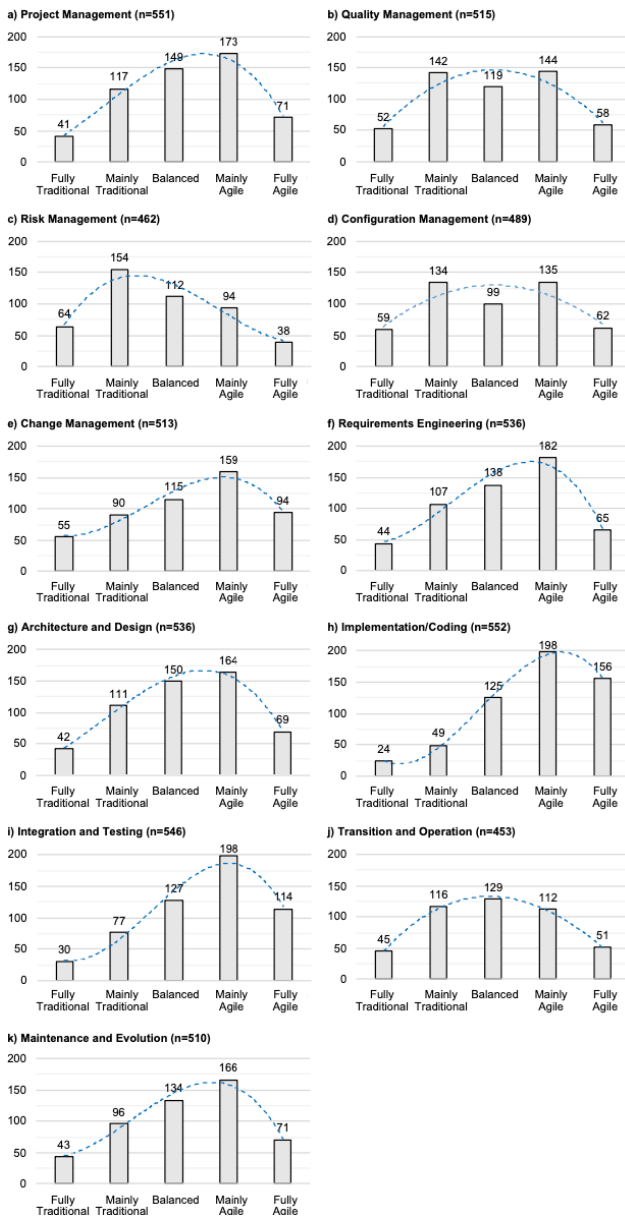 a) Project Management (n=551)
200
150
100
50
0
41
117
149
173
71
Fully Traditional
Mainly Traditional
Balanced
Mainly Agile
Fully Agile
b) Quality Management (n=515)
200
150
100
50
0
52
142
119
144
58
Fully Traditional
Mainly Traditional
Balanced
Mainly Agile
Fully Agile
c) Risk Management (n=462)
200
150
100
50
0
64
154
112
94
38
Fully Traditional
Mainly Traditional
Balanced
Mainly Agile
Fully Agile
d) Configuration Management (n=489)
200
150
100
50
0
59
134
99
135
62
Fully Traditional
Mainly Traditional
Balanced
Mainly Agile
Fully Agile
e) Change Management (n=513)
200
150
100
50
0
55
90
115
159
94
Fully Traditional
Mainly Traditional
Balanced
Mainly Agile
Fully Agile
f) Requirements Engineering (n=536)
200
150
100
50
0
44
107
138
182
65
Fully Traditional
Mainly Traditional
Balanced
Mainly Agile
Fully Agile
g) Architecture and Design (n=536)
200
150
100
50
0
42
111
150
164
69
Fully Traditional
Mainly Traditional
Balanced
Mainly Agile
Fully Agile
h) Implementation/Coding (n=552)
200
150
100
50
0
24
49
125
198
156
Fully Traditional
Mainly Traditional
Balanced
Mainly Agile
Fully Agile
i) Integration and Testing (n=546)
200
150
100
50
0
30
77
127
198
114
Fully Traditional
Mainly Traditional
Balanced
Mainly Agile
Fully Agile
j) Transition and Operation (n=453)
200
150
100
50
0
45
116
129
112
51
Fully Traditional
Mainly Traditional
Balanced
Mainly Agile
Fully Agile
k) Maintenance and Evolution (n=510)
200
150
100
50
0
43
96
134
166
71
Fully Traditional
Mainly Traditional
Balanced
Mainly Agile
Fully Agile